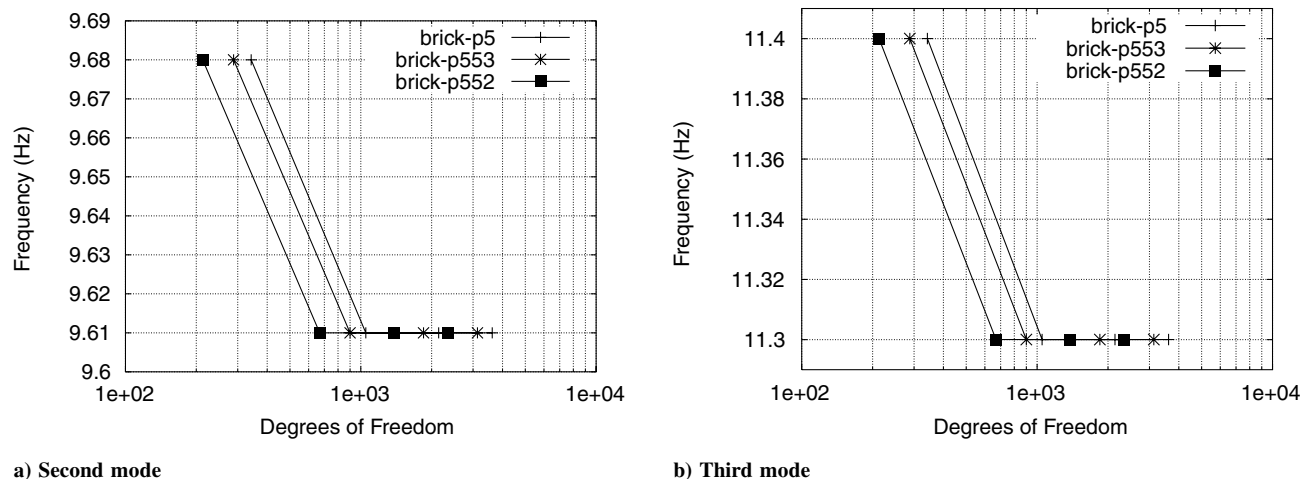 9.69
9.68
9.67
9.66
9.65
9.64
9.63
9.62
9.61
9.6
1e+02
1e+03
1e+04
Frequency (Hz)
Degrees of Freedom
brick-p5
brick-p553
brick-p552
a) Second mode
11.4
11.38
11.36
11.34
11.32
11.3
1e+02
1e+03
1e+04
Frequency (Hz)
Degrees of Freedom
brick-p5
brick-p553
brick-p552
b) Third mode